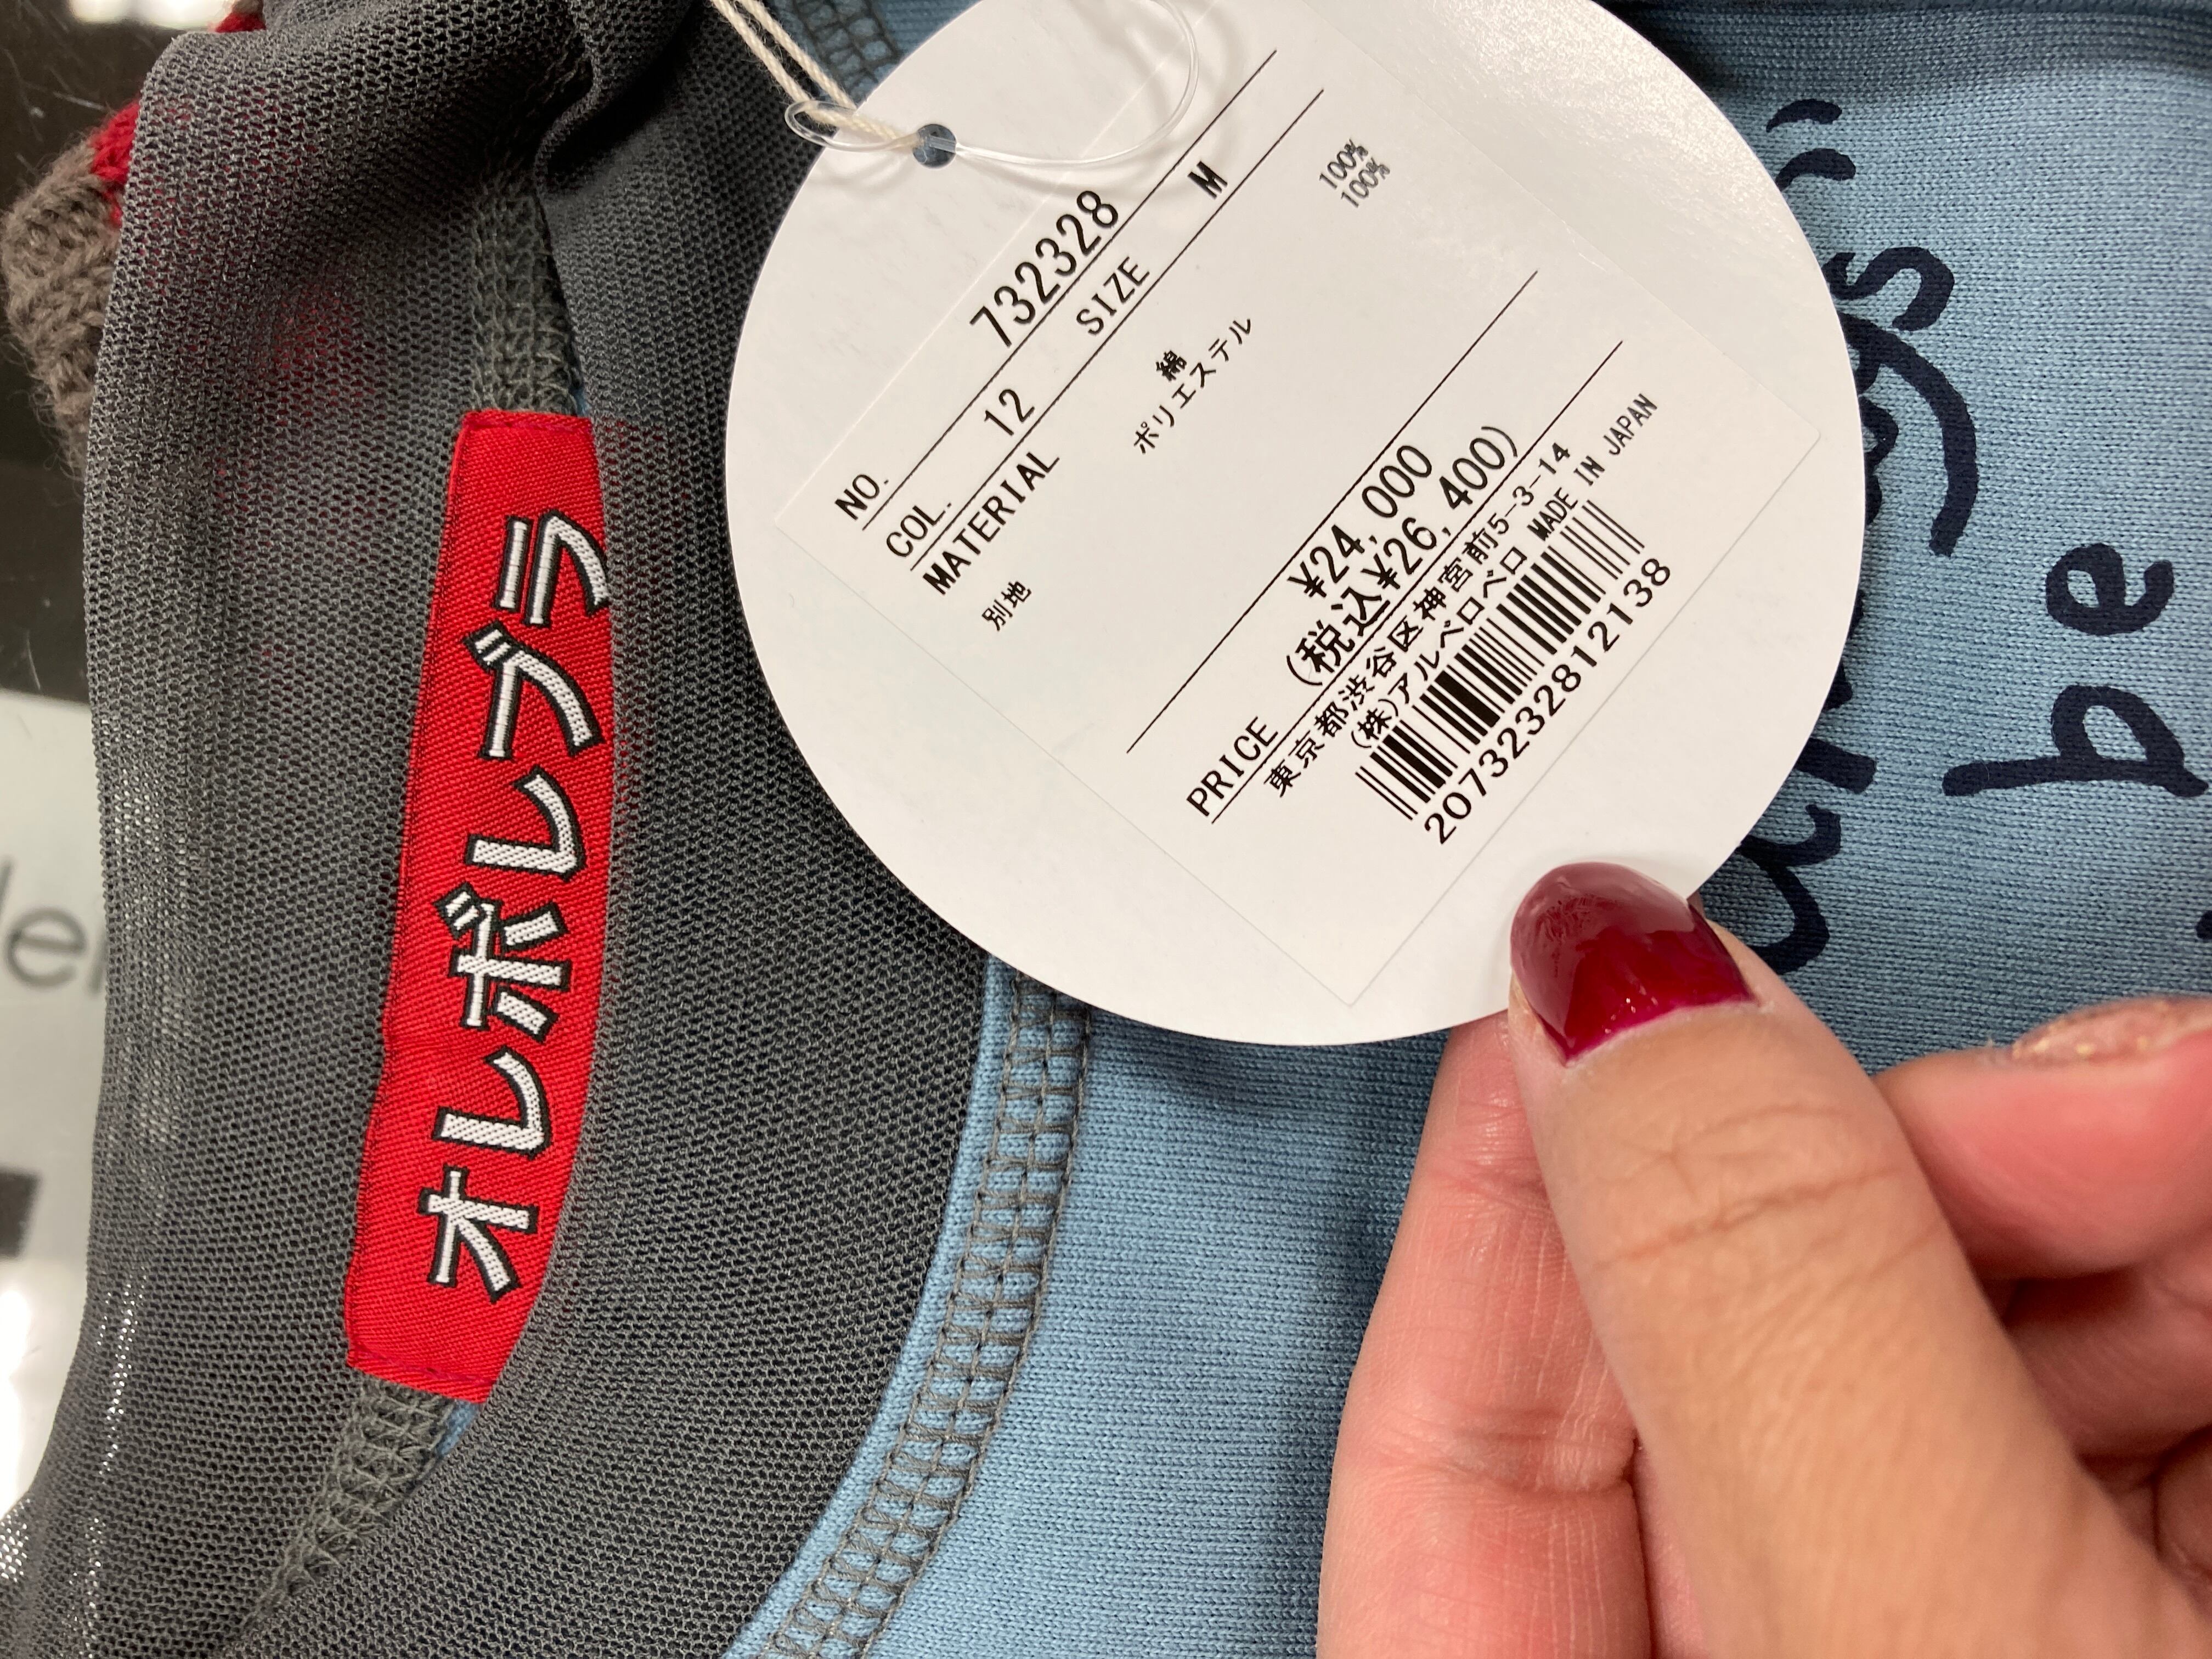 オレボレブラ
NO. 732328
COL. 12 SIZE M
MATERIAL
綿 100%
別地 ポリエステル 100%
¥24,000
PRICE (税込¥26,400)
東京都渋谷区神宮前5-3-14
(株)アルベロベロ MADE IN JAPAN
2073232812138
be